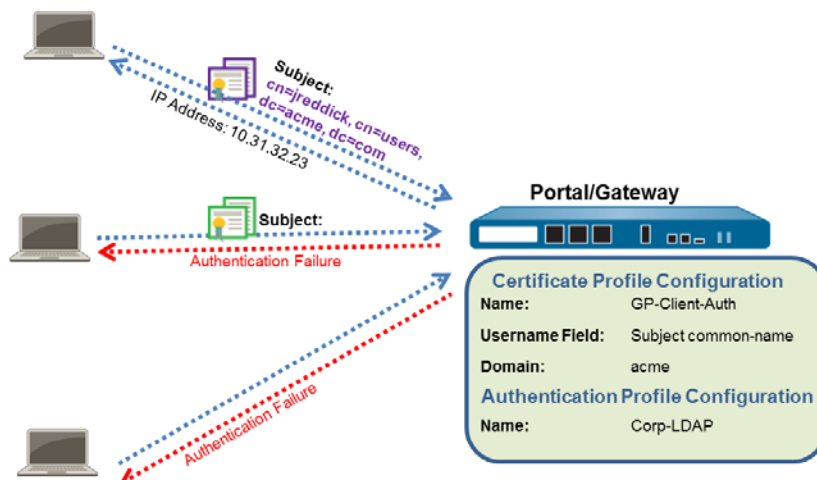 Subject:
cn=jreddick, cn=users,
dc=acme, dc=com
IP Address: 10.31.32.23
Portal/Gateway
Subject:
Authentication Failure
Certificate Profile Configuration
Name: GP-Client-Auth
Username Field: Subject common-name
Domain: acme
Authentication Profile Configuration
Name: Corp-LDAP
Authentication Failure